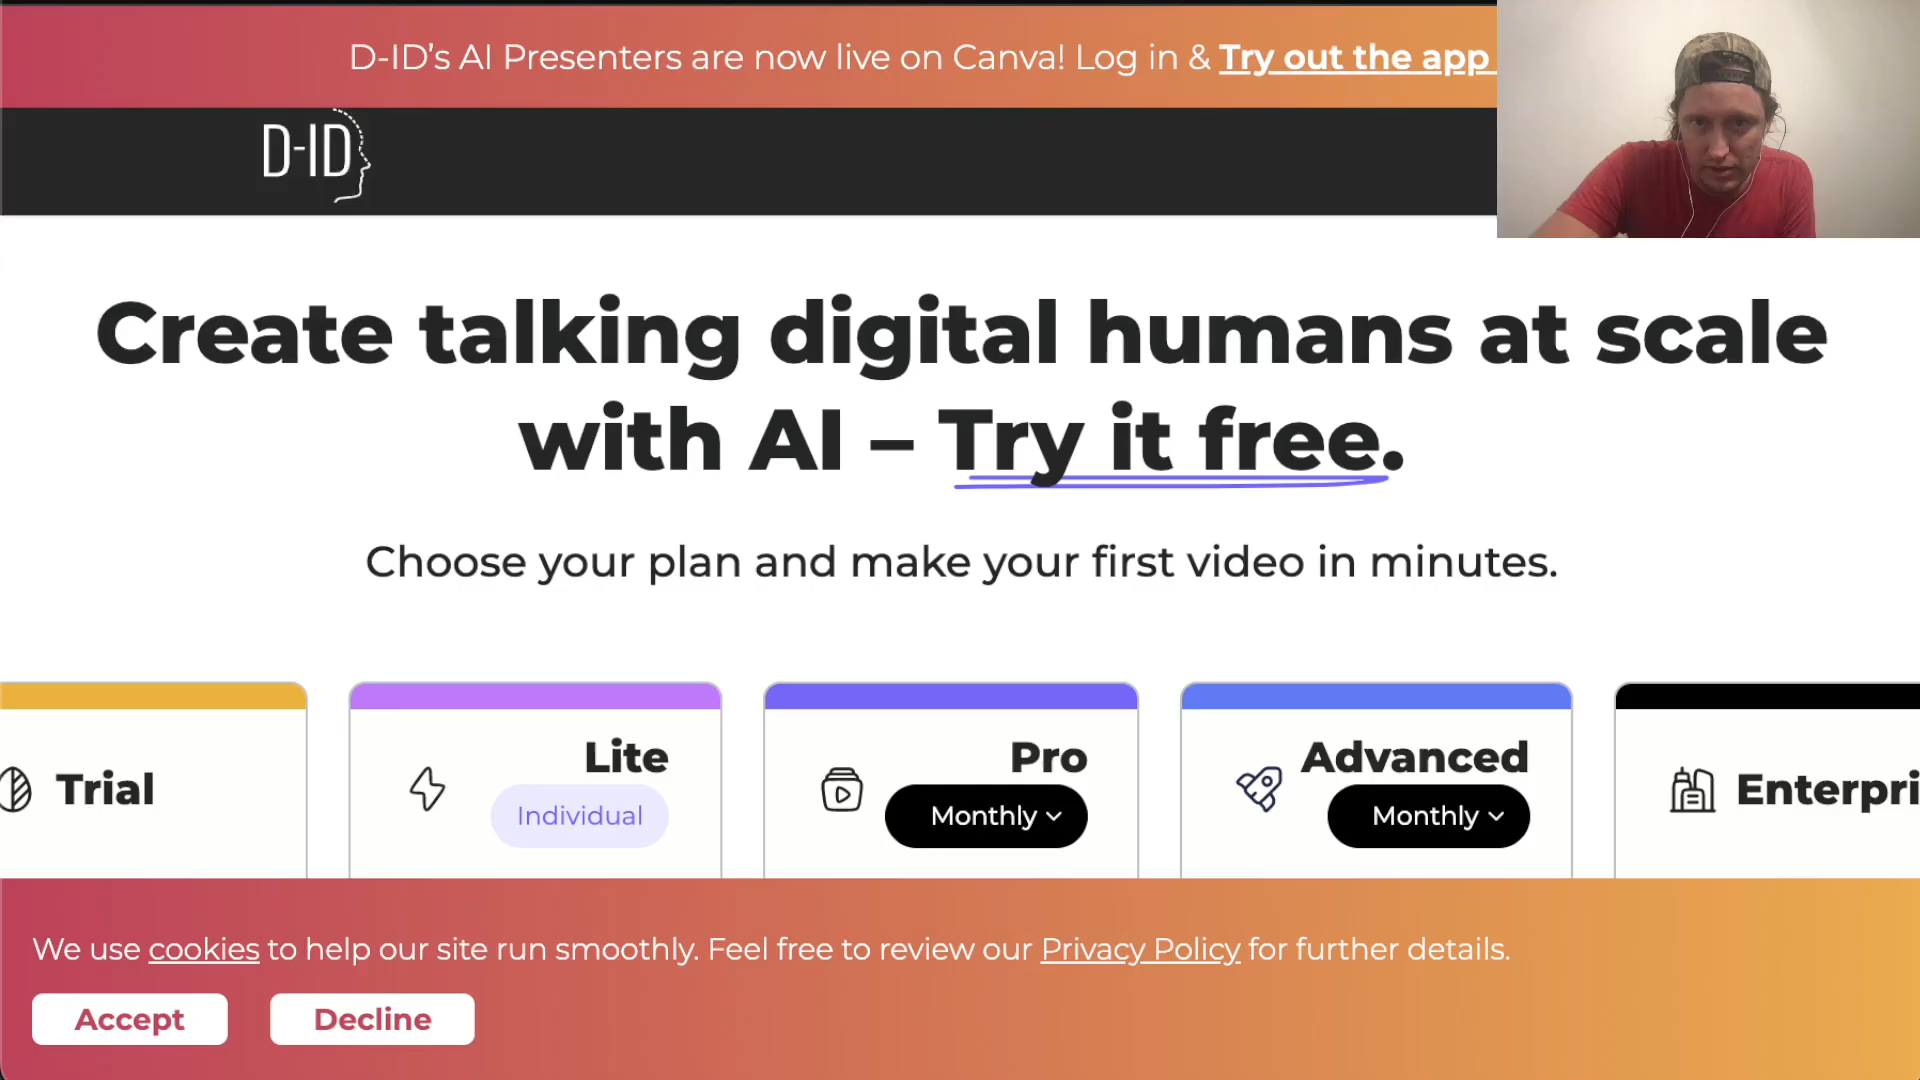 D-ID's AI Presenters are now live on Canva! Log in & Try out the app
D-ID
Create talking digital humans at scale
with AI – Try it free.
Choose your plan and make your first video in minutes.
Trial
Lite
Individual
Pro
Monthly
Advanced
Monthly
Enterpri
We use cookies to help our site run smoothly. Feel free to review our Privacy Policy for further details.
Accept
Decline